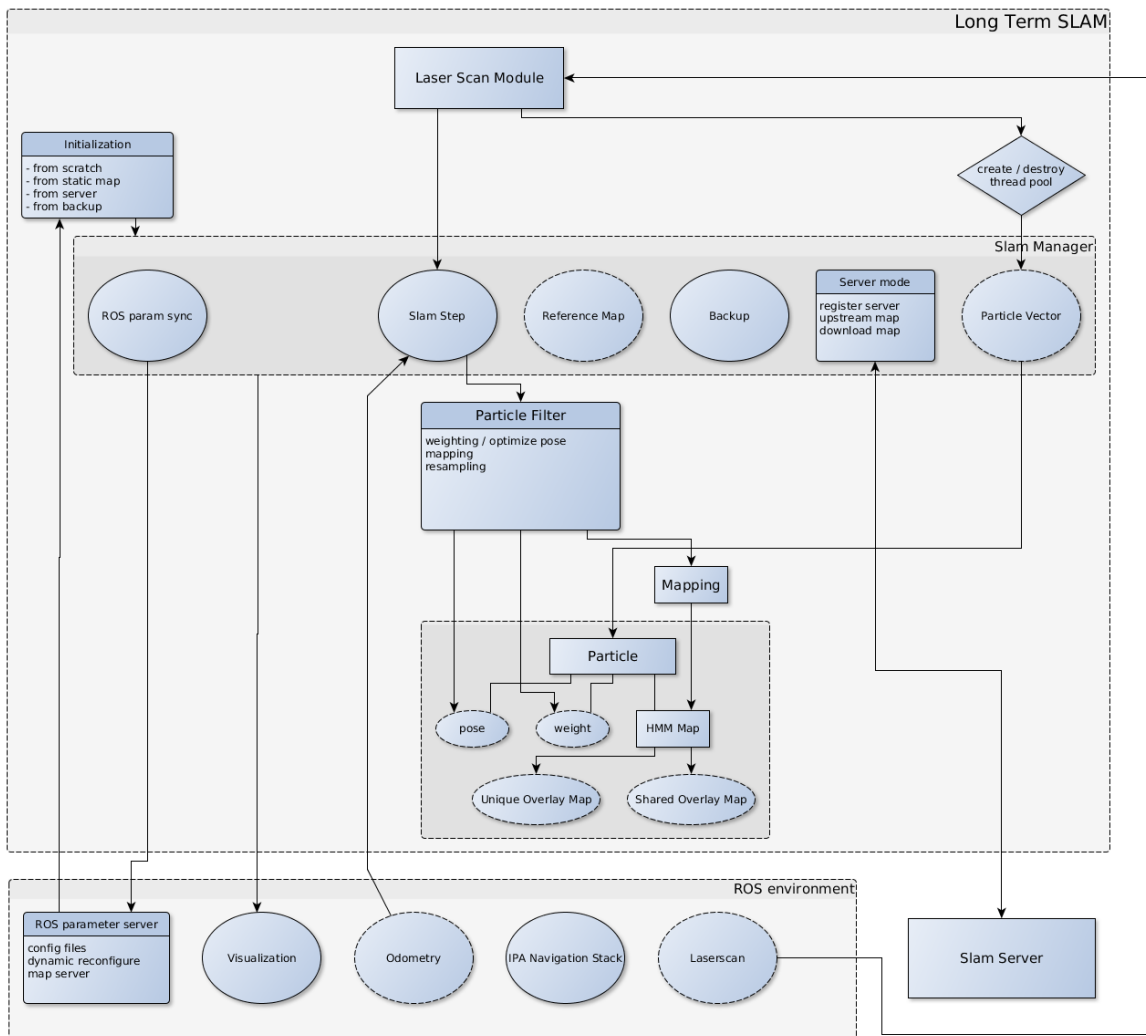 Long Term SLAM
Laser Scan Module
Initialization
- from scratch
- from static map
- from server
- from backup
create / destroy
thread pool
Slam Manager
ROS param sync
Slam Step
Reference Map
Backup
Server mode
register server
upstream map
download map
Particle Vector
Particle Filter
weighting / optimize pose
mapping
resampling
Mapping
Particle
pose
weight
HMM Map
Unique Overlay Map
Shared Overlay Map
ROS environment
ROS parameter server
config files
dynamic reconfigure
map server
Visualization
Odometry
IPA Navigation Stack
Laserscan
Slam Server